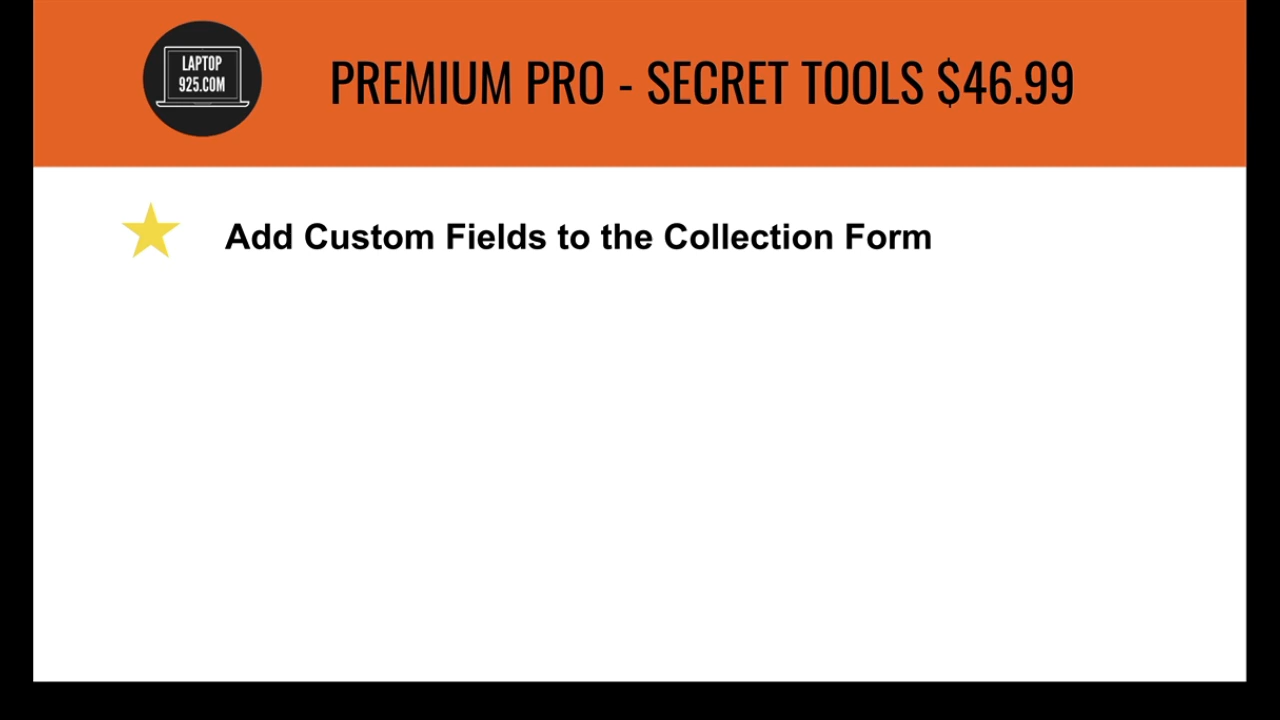 LAPTOP
925.COM
PREMIUM PRO - SECRET TOOLS $46.99
Add Custom Fields to the Collection Form